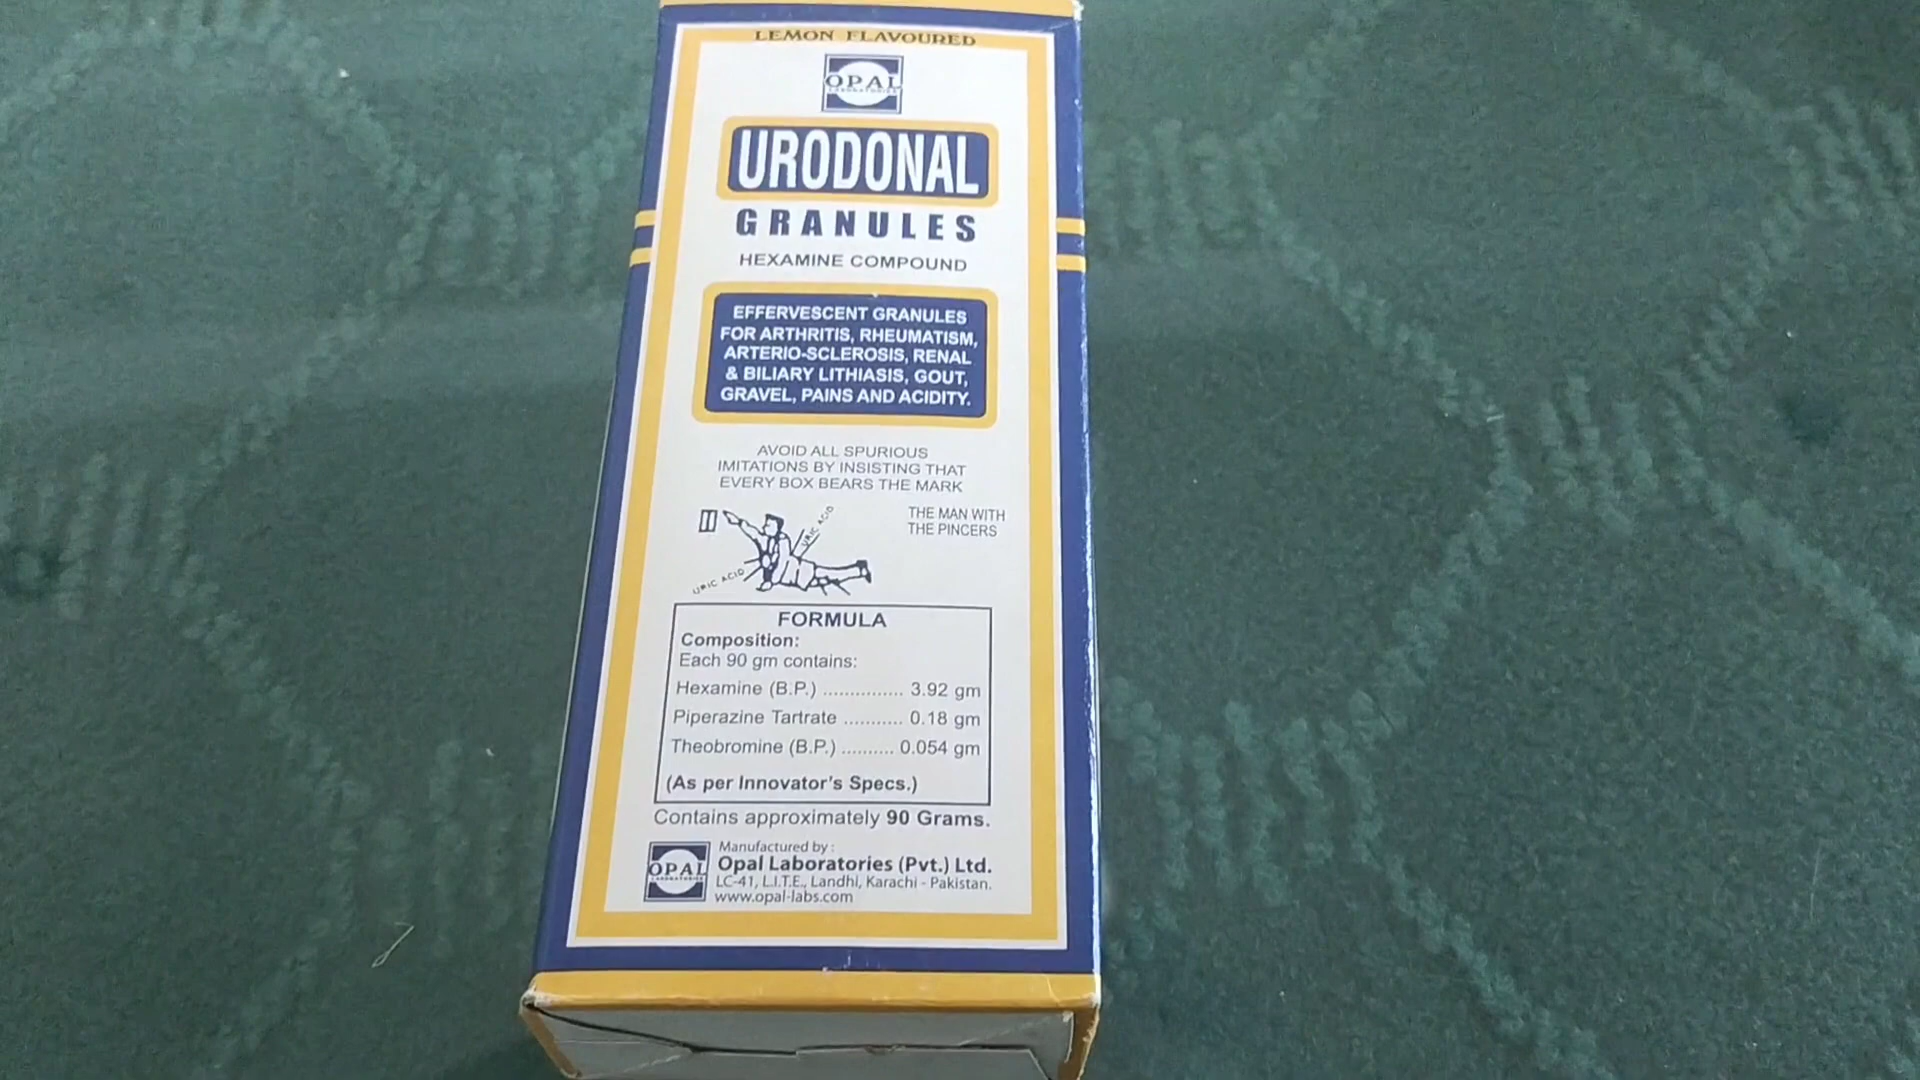 LEMON FLAVOURED
OPAL
LABORATORIES
URODONAL
GRANULES
HEXAMINE COMPOUND
EFFERVESCENT GRANULES
FOR ARTHRITIS, RHEUMATISM,
ARTERIO-SCLEROSIS, RENAL
& BILIARY LITHIASIS, GOUT,
GRAVEL, PAINS AND ACIDITY.
AVOID ALL SPURIOUS
IMITATIONS BY INSISTING THAT
EVERY BOX BEARS THE MARK
THE MAN WITH
THE PINCERS
URIC ACID
URIC ACID
FORMULA
Composition:
Each 90 gm contains:
Hexamine (B.P.) ............... 3.92 gm
Piperazine Tartrate ........... 0.18 gm
Theobromine (B.P.) .......... 0.054 gm
(As per Innovator's Specs.)
Contains approximately 90 Grams.
OPAL
LABORATORIES
Manufactured by :
Opal Laboratories (Pvt.) Ltd.
LC-41, L.I.T.E., Landhi, Karachi - Pakistan.
www.opal-labs.com